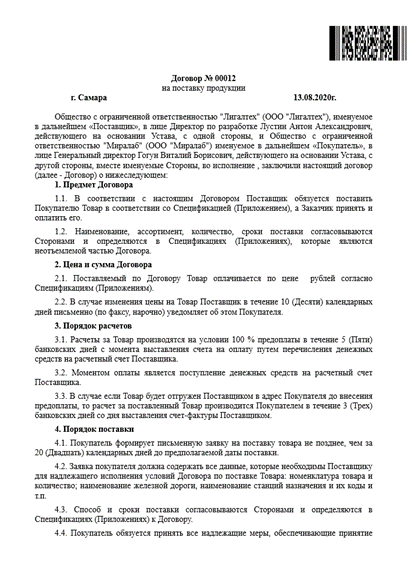 Договор № 00012
на поставку продукции
г. Самара 13.08.2020г.
Общество с ограниченной ответственностью "Лигалтех" (ООО "Лигалтех"), именуемое
в дальнейшем «Поставщик», в лице Директор по разработке Лустин Антон Александрович,
действующего на основании Устава, с одной стороны, и Общество с ограниченной
ответственностью "Миралаб" (ООО "Миралаб") именуемое в дальнейшем «Покупатель», в
лице Генеральный директор Гогун Виталий Борисович, действующего на основании Устава, с
другой стороны, вместе именуемые Стороны, во исполнение , заключили настоящий договор
(далее - Договор) о нижеследующем:
1. Предмет Договора
1.1. В соответствии с настоящим Договором Поставщик обязуется поставить
Покупателю Товар в соответствии со Спецификацией (Приложением), а Заказчик принять и
оплатить его.
1.2. Наименование, ассортимент, количество, сроки поставки согласовываются
Сторонами и определяются в Спецификациях (Приложениях), которые являются
неотъемлемой частью Договора.
2. Цена и сумма Договора
2.1. Поставляемый по Договору Товар оплачивается по цене рублей согласно
Спецификациям (Приложениям).
2.2. В случае изменения цены на Товар Поставщик в течение 10 (Десяти) календарных
дней письменно (по факсу, нарочно) уведомляет об этом Покупателя.
3. Порядок расчетов
3.1. Расчеты за Товар производятся на условии 100 % предоплаты в течение 5 (Пяти)
банковских дней с момента выставления счета на оплату путем перечисления денежных
средств на расчетный счет Поставщика.
3.2. Моментом оплаты является поступление денежных средств на расчетный счет
Поставщика.
3.3. В случае если Товар будет отгружен Поставщиком в адрес Покупателя до внесения
предоплаты, то расчет за поставленный Товар производится Покупателем в течение 3 (Трех)
банковских дней со дня выставления счет-фактуры Поставщиком.
4. Порядок поставки
4.1. Покупатель формирует письменную заявку на поставку товара не позднее, чем за
20 (Двадцать) календарных дней до предполагаемой даты поставки.
4.2. Заявка покупателя должна содержать все данные, которые необходимы Поставщику
для надлежащего исполнения условий Договора по поставке Товара: номенклатура товара и
количество; наименование железной дороги, наименование станций назначения и их коды и
т.п.
4.3. Способ и сроки поставки согласовываются Сторонами и определяются в
Спецификациях (Приложениях) к Договору.
4.4. Покупатель обязуется принять все надлежащие меры, обеспечивающие принятие